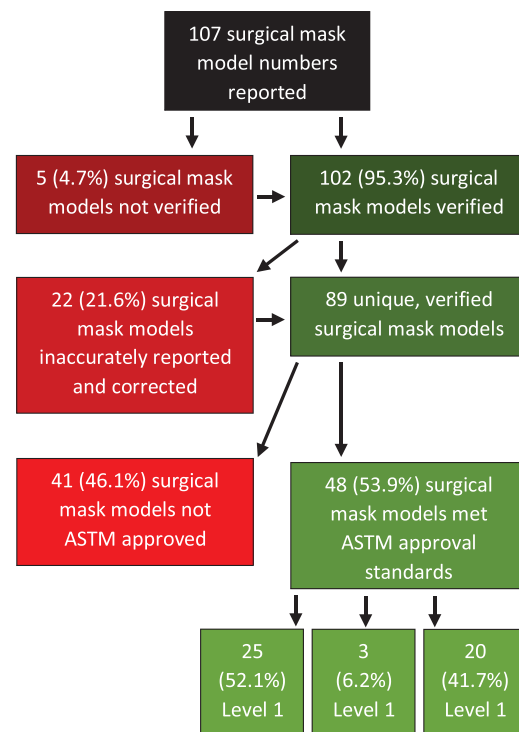 107 surgical mask
model numbers
reported
5 (4.7%) surgical mask
models not verified
102 (95.3%) surgical
mask models verified
22 (21.6%) surgical
mask models
inaccurately reported
and corrected
89 unique, verified
surgical mask models
41 (46.1%) surgical
mask models not
ASTM approved
48 (53.9%) surgical
mask models met
ASTM approval
standards
25
(52.1%)
Level 1
3
(6.2%)
Level 1
20
(41.7%)
Level 1